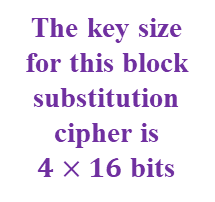 The key size
for this block
substitution
cipher is
4 × 16 bits